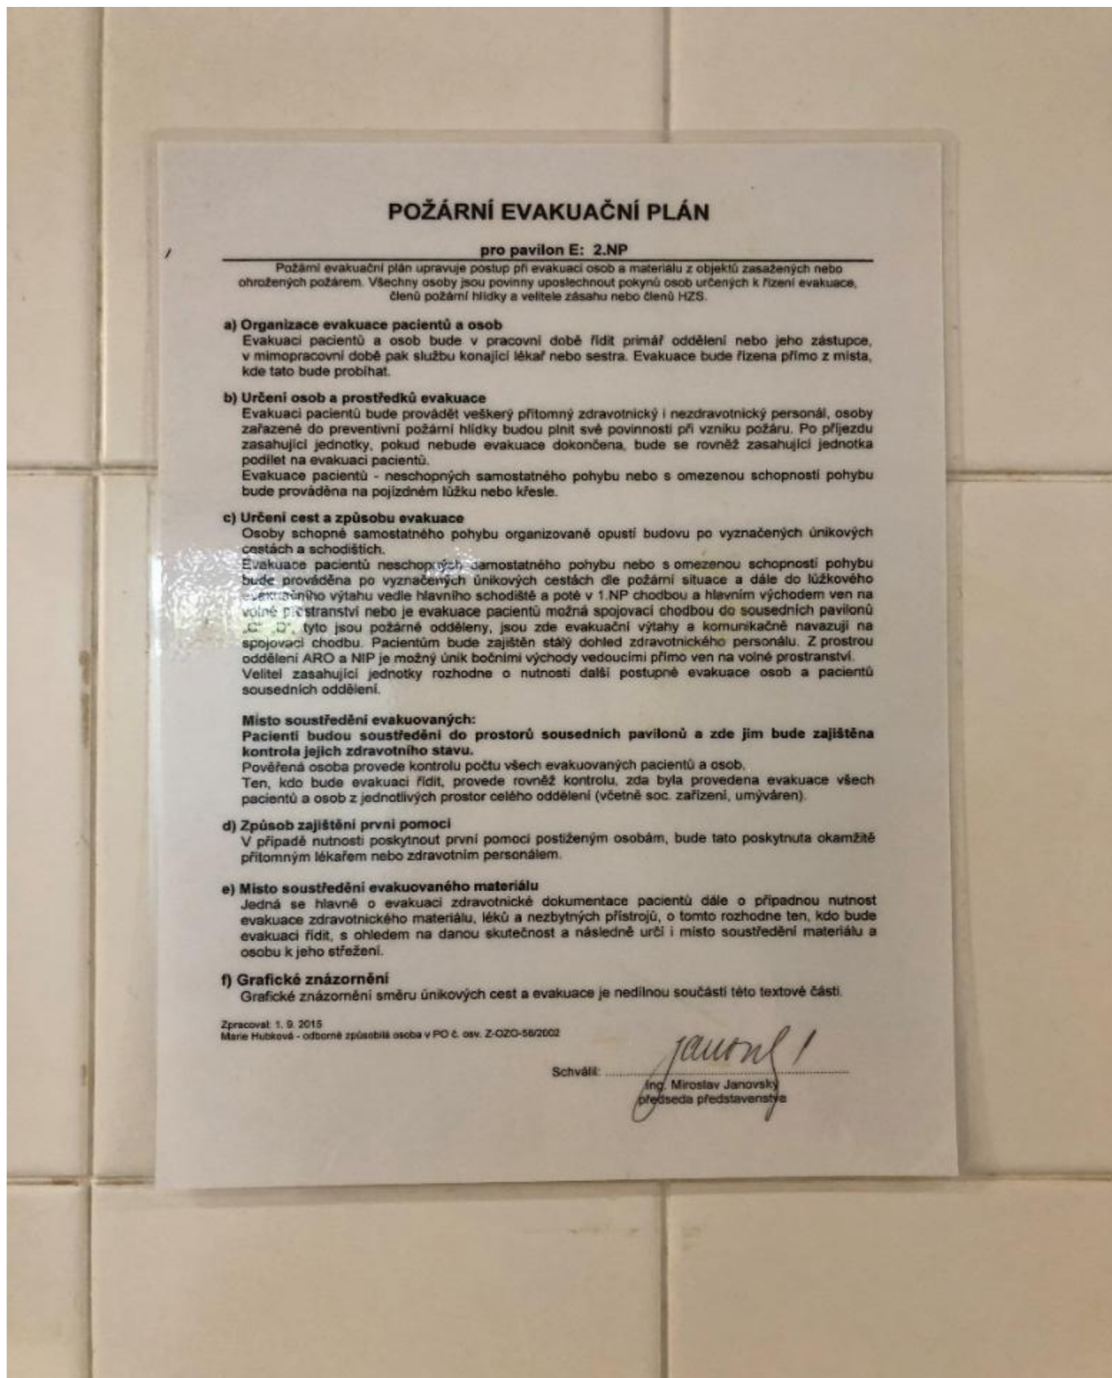 POŽÁRNÍ EVAKUAČNÍ PLÁN
pro pavilon E: 2.NP
Požární evakuační plán upravuje postup při evakuaci osob a materiálu z objektů zasažených nebo
ohrožených požárem. Všechny osoby jsou povinny uposlechnout pokynů osob určených k řízení evakuace,
členů požární hlídky a velitele zásahu nebo členů HZS.
a) Organizace evakuace pacientů a osob
Evakuaci pacientů a osob bude v pracovní době řídit primář oddělení nebo jeho zástupce,
v mimopracovní době pak službu konající lékař nebo sestra. Evakuace bude řízena přímo z místa,
kde tato bude probíhat.
b) Určení osob a prostředků evakuace
Evakuaci pacientů bude provádět veškerý přítomný zdravotnický i nezdravotnický personál, osoby
zařazené do preventivní požární hlídky budou plnit své povinnosti při vzniku požáru. Po příjezdu
zasahující jednotky, pokud nebude evakuace dokončena, bude se rovněž zasahující jednotka
podílet na evakuaci pacientů.
Evakuace pacientů - neschopných samostatného pohybu nebo s omezenou schopností pohybu
bude prováděna na pojízdném lůžku nebo křesle.
c) Určení cest a způsobu evakuace
Osoby schopné samostatného pohybu organizovaně opustí budovu po vyznačených únikových
cestách a schodištích.
Evakuace pacientů neschopných samostatného pohybu nebo s omezenou schopností pohybu
bude prováděna po vyznačených únikových cestách dle požární situace a dále do lůžkového
evakuačního výtahu vedle hlavního schodiště a poté v 1.NP chodbou a hlavním východem ven na
volné prostranství nebo je evakuace pacientů možná spojovací chodbou do sousedních pavilonů
„C“ „D“, tyto jsou požárně odděleny, jsou zde evakuační výtahy a komunikačně navazují na
spojovací chodbu. Pacientům bude zajištěn stálý dohled zdravotnického personálu. Z prostrou
oddělení ARO a NIP je možný únik bočními východy vedoucími přímo ven na volné prostranství.
Velitel zasahující jednotky rozhodne o nutnosti další postupné evakuace osob a pacientů
sousedních oddělení.
Místo soustředění evakuovaných:
Pacienti budou soustředění do prostorů sousedních pavilonů a zde jim bude zajištěna
kontrola jejich zdravotního stavu.
Pověřená osoba provede kontrolu počtu všech evakuovaných pacientů a osob.
Ten, kdo bude evakuaci řídit, provede rovněž kontrolu, zda byla provedena evakuace všech
pacientů a osob z jednotlivých prostor celého oddělení (včetně soc. zařízení, umýváren).
d) Způsob zajištění první pomoci
V případě nutnosti poskytnout první pomoci postiženým osobám, bude tato poskytnuta okamžitě
přítomným lékařem nebo zdravotním personálem.
e) Místo soustředění evakuovaného materiálu
Jedná se hlavně o evakuaci zdravotnické dokumentace pacientů dále o případnou nutnost
evakuace zdravotnického materiálu, léků a nezbytných přístrojů, o tomto rozhodne ten, kdo bude
evakuaci řídit, s ohledem na danou skutečnost a následně určí i místo soustředění materiálu a
osobu k jeho střežení.
f) Grafické znázornění
Grafické znázornění směru únikových cest a evakuace je nedílnou součástí této textové části.
Zpracoval: 1. 9. 2015
Marie Hubková - odborně způsobilá osoba v PO č. osv. Z-OZO-56/2002
Schválil:
Ing. Miroslav Janovský
předseda představenstva